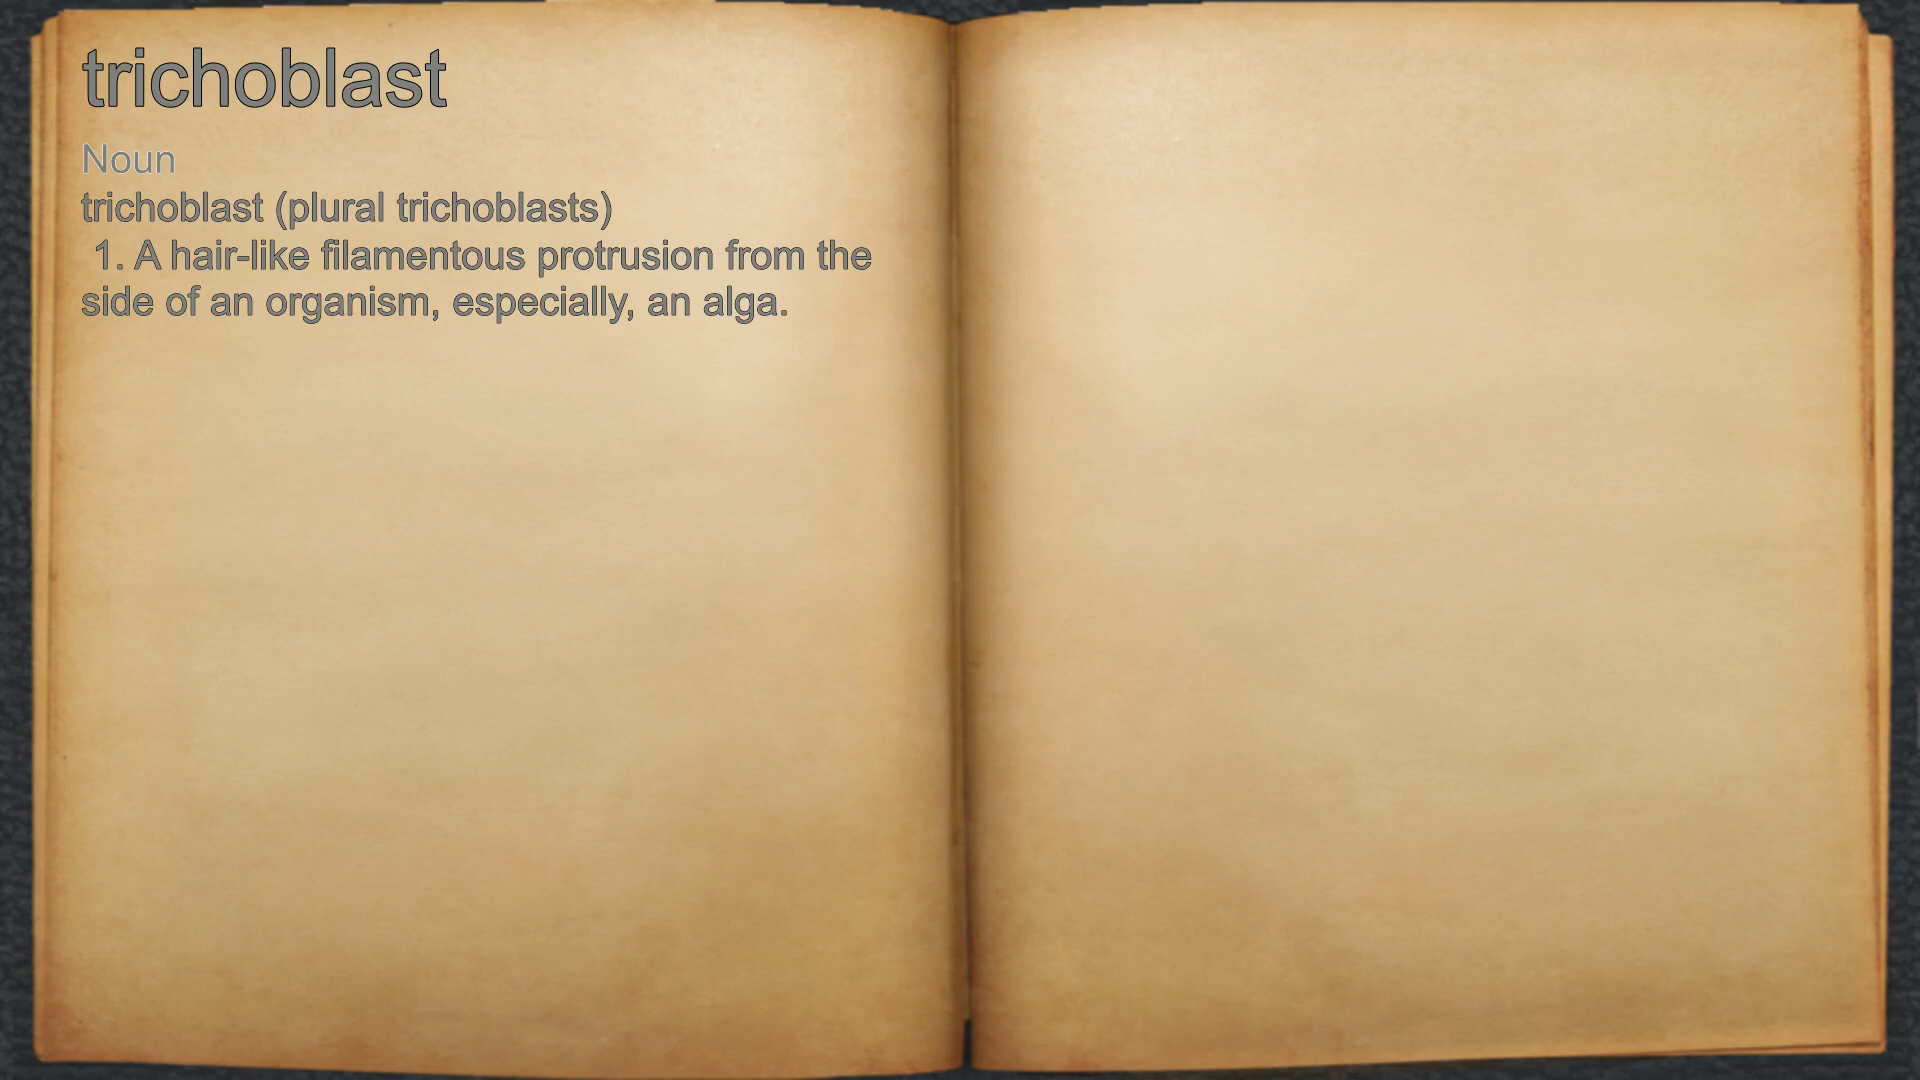 trichoblast
Noun
trichoblast (plural trichoblasts)
1. A hair-like filamentous protrusion from the
side of an organism, especially, an alga.